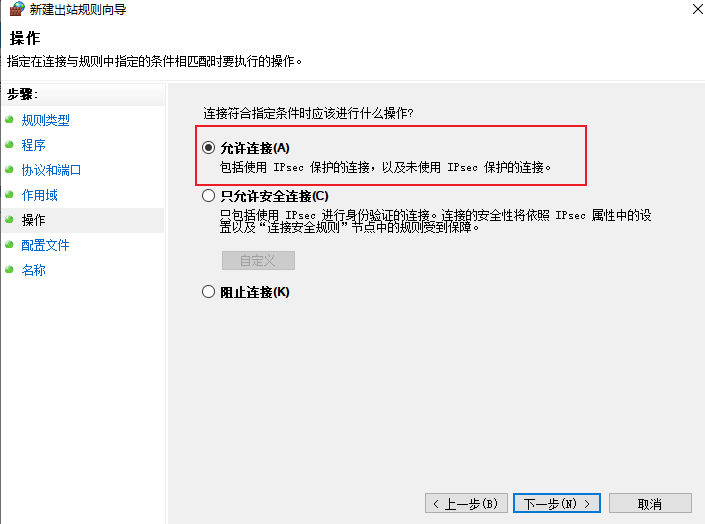 新建出站规则向导
操作
指定在连接与规则中指定的条件相匹配时要执行的操作。
步骤:
规则类型
程序
协议和端口
作用域
操作
配置文件
名称
连接符合指定条件时应该进行什么操作?
允许连接(A)
包括使用 IPsec 保护的连接，以及未使用 IPsec 保护的连接。
只允许安全连接(C)
只包括使用 IPsec 进行身份验证的连接。连接的安全性将依照 IPsec 属性中的设
置以及“连接安全规则”节点中的规则受到保障。
自定义
阻止连接(K)
< 上一步(B)
下一步(N) >
取消